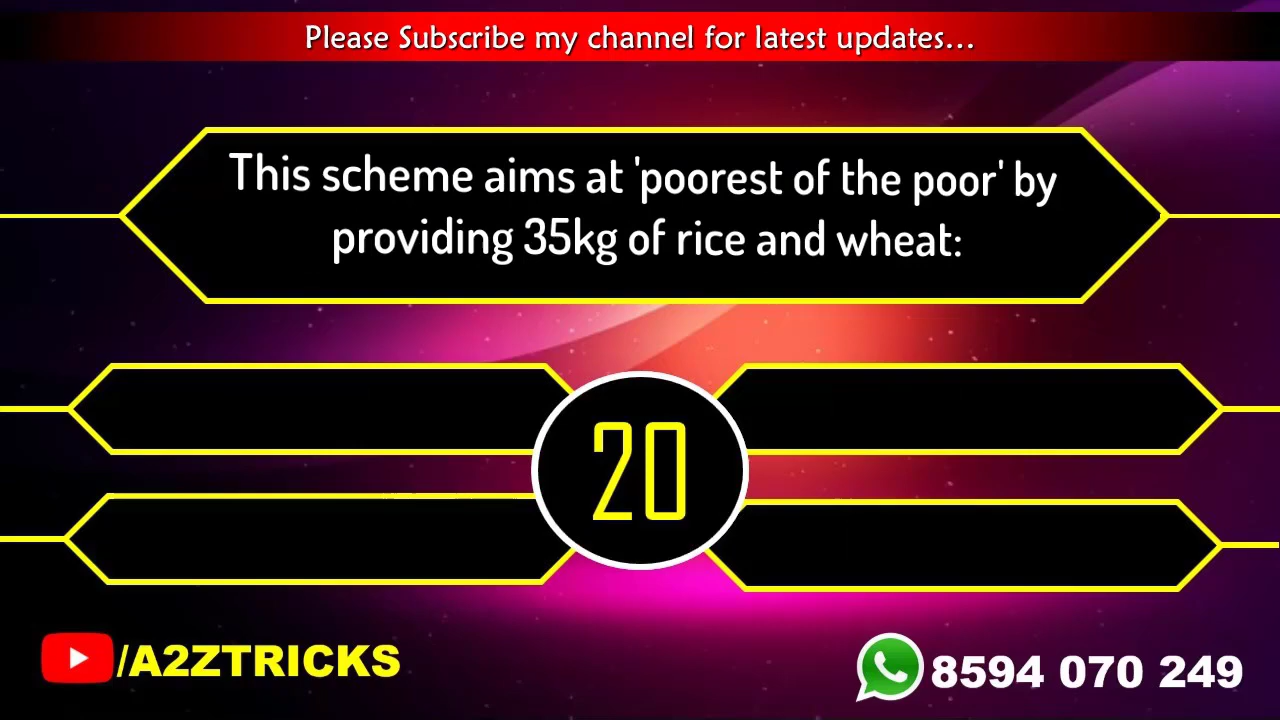 Please Subscribe my channel for latest updates...
This scheme aims at 'poorest of the poor' by
providing 35kg of rice and wheat:
20
/A2ZTRICKS
8594 070 249